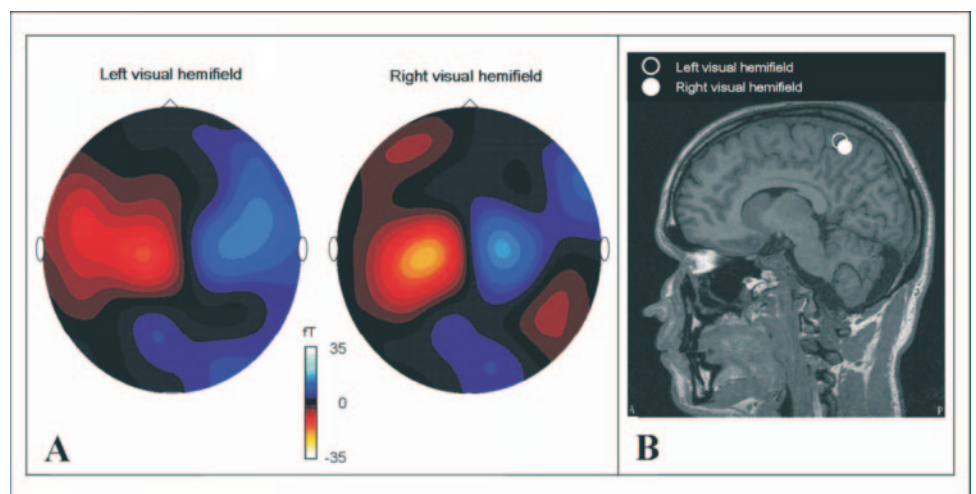 Left visual hemifield
Right visual hemifield
fT
35
0
-35
A
Left visual hemifield
Right visual hemifield
A
P
B